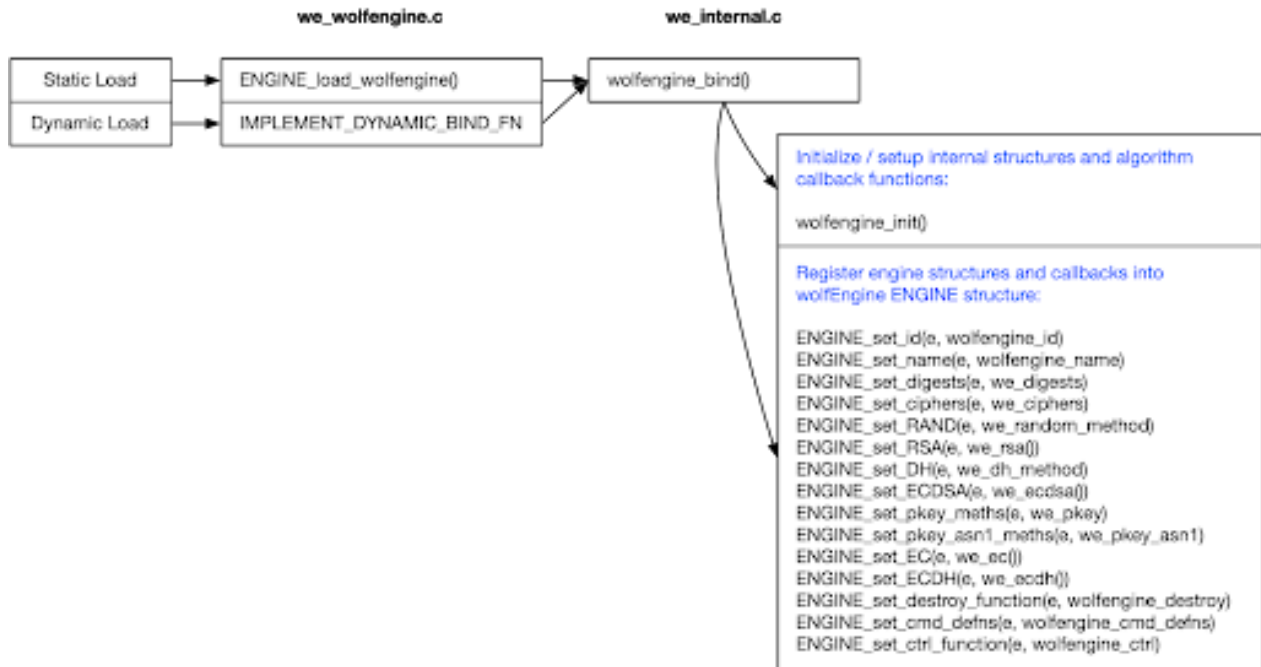 we_wolfengine.c
we_internal.c
Static Load
ENGINE_load_wolfengine()
wolfengine_bind()
Dynamic Load
IMPLEMENT_DYNAMIC_BIND_FN
Initialize / setup internal structures and algorithm
callback functions:
wolfengine_init()
Register engine structures and callbacks into
wolfEngine ENGINE structure:
ENGINE_set_id(e, wolfengine_id)
ENGINE_set_name(e, wolfengine_name)
ENGINE_set_digests(e, we_digests)
ENGINE_set_ciphers(e, we_ciphers)
ENGINE_set_RAND(e, we_random_method)
ENGINE_set_RSA(e, we_rsa())
ENGINE_set_DH(e, we_dh_method)
ENGINE_set_ECDSA(e, we_ecdsa())
ENGINE_set_pkey_meths(e, we_pkey)
ENGINE_set_pkey_asn1_meths(e, we_pkey_asn1)
ENGINE_set_EC(e, we_ec())
ENGINE_set_ECDH(e, we_ecdh())
ENGINE_set_destroy_function(e, wolfengine_destroy)
ENGINE_set_cmd_defns(e, wolfengine_cmd_defns)
ENGINE_set_ctrl_function(e, wolfengine_ctrl)